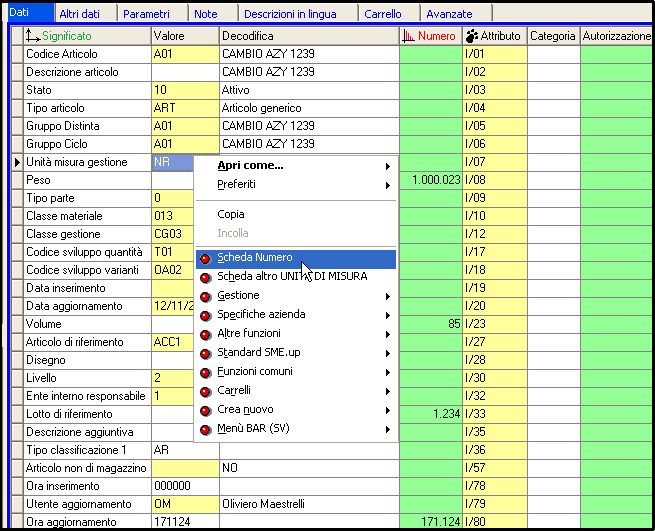 Dati Altri dati Parametri Note Descrizioni in lingua Carrello Avanzate
Significato Valore Decodifica Numero Attributo Categoria Autorizzazione
Codice Articolo A01 CAMBIO AZY 1239 I/01
Descrizione articolo CAMBIO AZY 1239 I/02
Stato 10 Attivo I/03
Tipo articolo ART Articolo generico I/04
Gruppo Distinta A01 CAMBIO AZY 1239 I/05
Gruppo Ciclo A01 CAMBIO AZY 1239 I/06
Unità misura gestione NR I/07
Peso 1.000.023 I/08
Tipo parte 0 I/09
Classe materiale 013 I/10
Classe gestione CG03 I/12
Codice sviluppo quantità T01 I/17
Codice sviluppo varianti OA02 I/18
Data inserimento I/19
Data aggiornamento 12/11/2 I/20
Volume 85 I/23
Articolo di riferimento ACC1 I/27
Disegno I/28
Livello 2 I/30
Ente interno responsabile 1 I/32
Lotto di riferimento 1.234 I/33
Descrizione aggiuntiva I/35
Tipo classificazione 1 AR I/36
Articolo non di magazzino NO I/57
Ora inserimento 000000 I/78
Utente aggiornamento OM Oliviero Maestrelli I/79
Ora aggiornamento 171124 171.124 I/80
Apri come...
Preferiti
Copia
Incolla
Scheda Numero
Scheda altro UNITA' DI MISURA
Gestione
Specifiche azienda
Altre funzioni
Standard SME.up
Funzioni comuni
Carrelli
Crea nuovo
Menù BAR (SV)